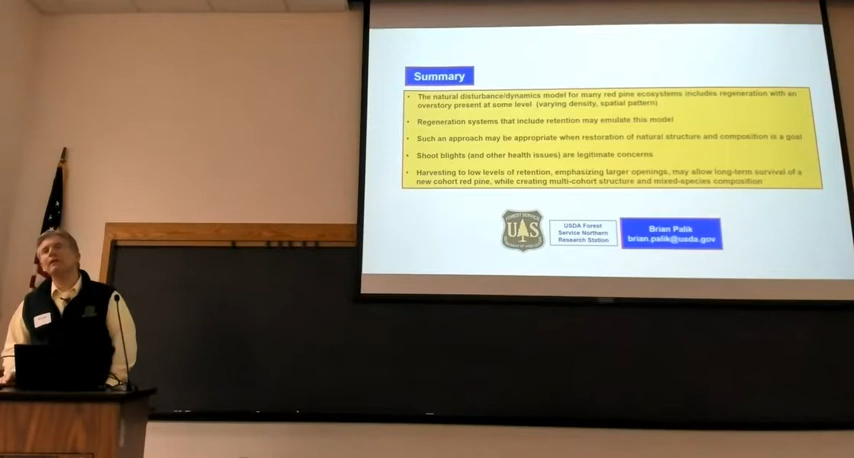 Summary
• The natural disturbance/dynamics model for many red pine ecosystems includes regeneration with an
overstory present at some level (varying density, spatial pattern)
• Regeneration systems that include retention may emulate this model
• Such an approach may be appropriate when restoration of natural structure and composition is a goal
• Shoot blights (and other health issues) are legitimate concerns
• Harvesting to low levels of retention, emphasizing larger openings, may allow long-term survival of a
new cohort red pine, while creating multi-cohort structure and mixed-species composition
FOREST SERVICE
UAS
USDA Forest
Service Northern
Research Station
Brian Palik
brian.palik@usda.gov